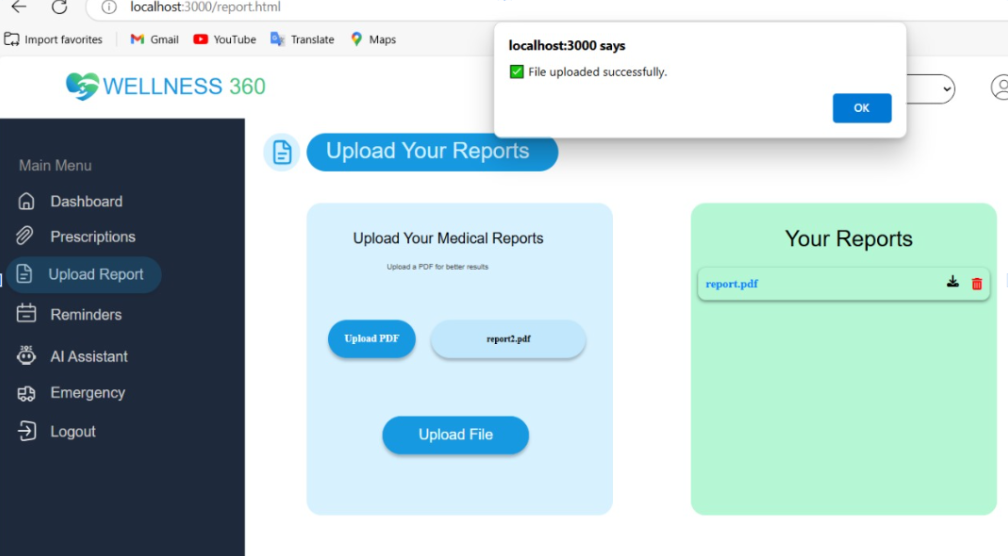 localhost:3000/report.html
Import favorites
Gmail
YouTube
Translate
Maps
localhost:3000 says
File uploaded successfully.
OK
WELLNESS 360
Main Menu
Dashboard
Prescriptions
Upload Report
Reminders
AI Assistant
Emergency
Logout
Upload Your Reports
Upload Your Medical Reports
Upload a PDF for better results
Upload PDF
report2.pdf
Upload File
Your Reports
report.pdf